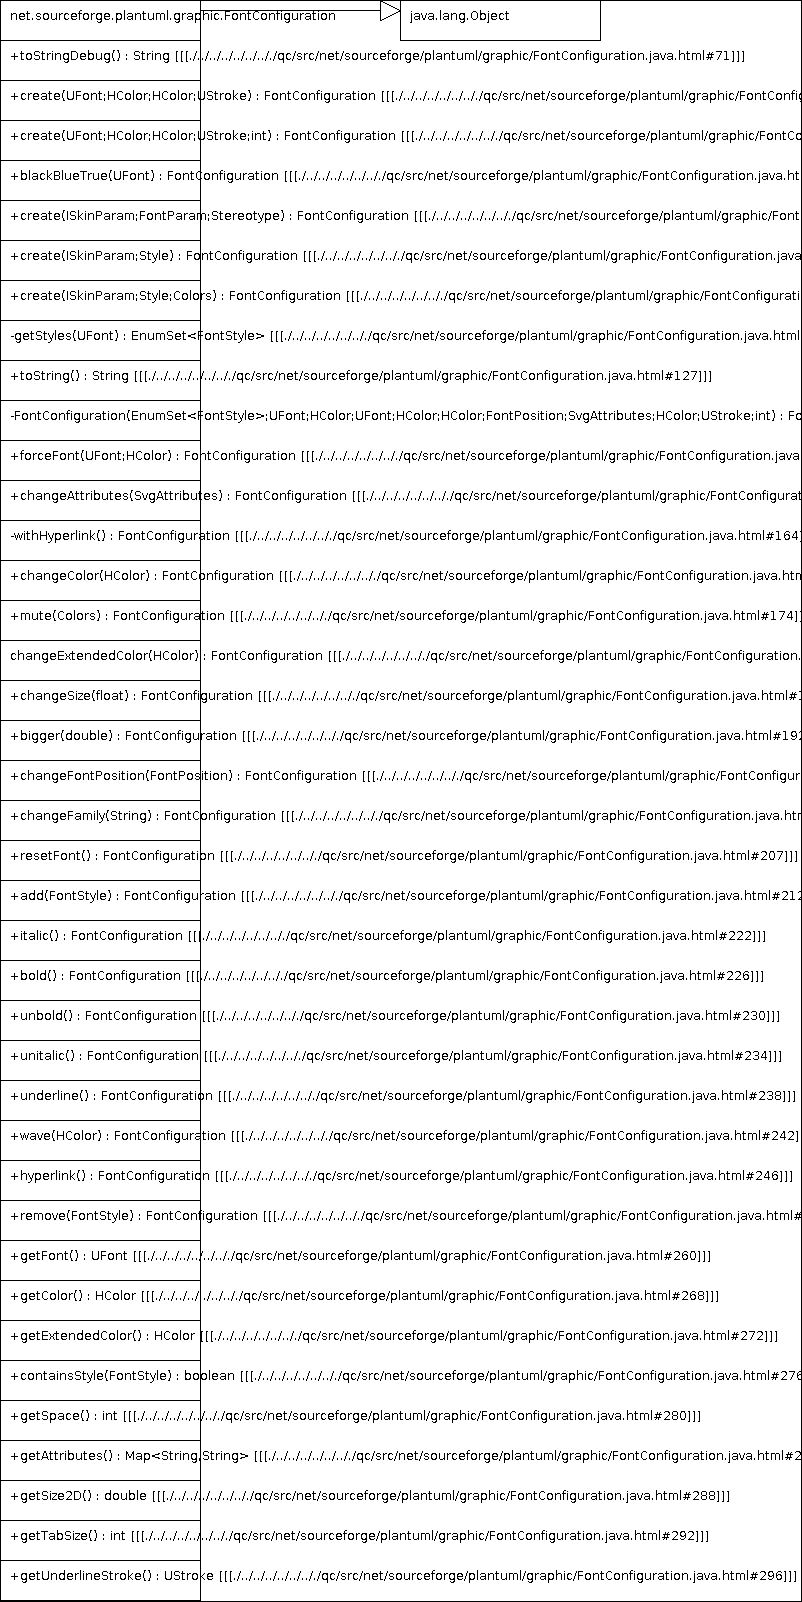 net.sourceforge.plantuml.graphic.FontConfiguration
java.lang.Object
+toStringDebug() : String [[[./../../../../../../qc/src/net/sourceforge/plantuml/graphic/FontConfiguration.java.html#71]]]
+create(UFont;HColor;HColor;UStroke) : FontConfiguration [[[./../../../../../../qc/src/net/sourceforge/plantuml/graphic/FontConfig
+create(UFont;HColor;HColor;UStroke;int) : FontConfiguration [[[./../../../../../../qc/src/net/sourceforge/plantuml/graphic/FontCo
+blackBlueTrue(UFont) : FontConfiguration [[[./../../../../../../qc/src/net/sourceforge/plantuml/graphic/FontConfiguration.java.ht
+create(ISkinParam;FontParam;Stereotype) : FontConfiguration [[[./../../../../../../qc/src/net/sourceforge/plantuml/graphic/Font
+create(ISkinParam;Style) : FontConfiguration [[[./../../../../../../qc/src/net/sourceforge/plantuml/graphic/FontConfiguration.java
+create(ISkinParam;Style;Colors) : FontConfiguration [[[./../../../../../../qc/src/net/sourceforge/plantuml/graphic/FontConfigurati
-getStyles(UFont) : EnumSet<FontStyle> [[[./../../../../../../qc/src/net/sourceforge/plantuml/graphic/FontConfiguration.java.html
+toString() : String [[[./../../../../../../qc/src/net/sourceforge/plantuml/graphic/FontConfiguration.java.html#127]]]
-FontConfiguration(EnumSet<FontStyle>;UFont;HColor;UFont;HColor;HColor;FontPosition;SvgAttributes;HColor;UStroke;int) : Fo
+forceFont(UFont;HColor) : FontConfiguration [[[./../../../../../../qc/src/net/sourceforge/plantuml/graphic/FontConfiguration.java
+changeAttributes(SvgAttributes) : FontConfiguration [[[./../../../../../../qc/src/net/sourceforge/plantuml/graphic/FontConfigurat
-withHyperlink() : FontConfiguration [[[./../../../../../../qc/src/net/sourceforge/plantuml/graphic/FontConfiguration.java.html#164]
+changeColor(HColor) : FontConfiguration [[[./../../../../../../qc/src/net/sourceforge/plantuml/graphic/FontConfiguration.java.htm
+mute(Colors) : FontConfiguration [[[./../../../../../../qc/src/net/sourceforge/plantuml/graphic/FontConfiguration.java.html#174]]
changeExtendedColor(HColor) : FontConfiguration [[[./../../../../../../qc/src/net/sourceforge/plantuml/graphic/FontConfiguration.
+changeSize(float) : FontConfiguration [[[./../../../../../../qc/src/net/sourceforge/plantuml/graphic/FontConfiguration.java.html#1
+bigger(double) : FontConfiguration [[[./../../../../../../qc/src/net/sourceforge/plantuml/graphic/FontConfiguration.java.html#192
+changeFontPosition(FontPosition) : FontConfiguration [[[./../../../../../../qc/src/net/sourceforge/plantuml/graphic/FontConfigur
+changeFamily(String) : FontConfiguration [[[./../../../../../../qc/src/net/sourceforge/plantuml/graphic/FontConfiguration.java.htm
+resetFont() : FontConfiguration [[[./../../../../../../qc/src/net/sourceforge/plantuml/graphic/FontConfiguration.java.html#207]]]
+add(FontStyle) : FontConfiguration [[[./../../../../../../qc/src/net/sourceforge/plantuml/graphic/FontConfiguration.java.html#212
+italic() : FontConfiguration [[[./../../../../../../qc/src/net/sourceforge/plantuml/graphic/FontConfiguration.java.html#222]]]
+bold() : FontConfiguration [[[./../../../../../../qc/src/net/sourceforge/plantuml/graphic/FontConfiguration.java.html#226]]]
+unbold() : FontConfiguration [[[./../../../../../../qc/src/net/sourceforge/plantuml/graphic/FontConfiguration.java.html#230]]]
+unitalic() : FontConfiguration [[[./../../../../../../qc/src/net/sourceforge/plantuml/graphic/FontConfiguration.java.html#234]]]
+underline() : FontConfiguration [[[./../../../../../../qc/src/net/sourceforge/plantuml/graphic/FontConfiguration.java.html#238]]]
+wave(HColor) : FontConfiguration [[[./../../../../../../qc/src/net/sourceforge/plantuml/graphic/FontConfiguration.java.html#242]
+hyperlink() : FontConfiguration [[[./../../../../../../qc/src/net/sourceforge/plantuml/graphic/FontConfiguration.java.html#246]]]
+remove(FontStyle) : FontConfiguration [[[./../../../../../../qc/src/net/sourceforge/plantuml/graphic/FontConfiguration.java.html#
+getFont() : UFont [[[./../../../../../../qc/src/net/sourceforge/plantuml/graphic/FontConfiguration.java.html#260]]]
+getColor() : HColor [[[./../../../../../../qc/src/net/sourceforge/plantuml/graphic/FontConfiguration.java.html#268]]]
+getExtendedColor() : HColor [[[./../../../../../../qc/src/net/sourceforge/plantuml/graphic/FontConfiguration.java.html#272]]]
+containsStyle(FontStyle) : boolean [[[./../../../../../../qc/src/net/sourceforge/plantuml/graphic/FontConfiguration.java.html#276
+getSpace() : int [[[./../../../../../../qc/src/net/sourceforge/plantuml/graphic/FontConfiguration.java.html#280]]]
+getAttributes() : Map<String,String> [[[./../../../../../../qc/src/net/sourceforge/plantuml/graphic/FontConfiguration.java.html#2
+getSize2D() : double [[[./../../../../../../qc/src/net/sourceforge/plantuml/graphic/FontConfiguration.java.html#288]]]
+getTabSize() : int [[[./../../../../../../qc/src/net/sourceforge/plantuml/graphic/FontConfiguration.java.html#292]]]
+getUnderlineStroke() : UStroke [[[./../../../../../../qc/src/net/sourceforge/plantuml/graphic/FontConfiguration.java.html#296]]]